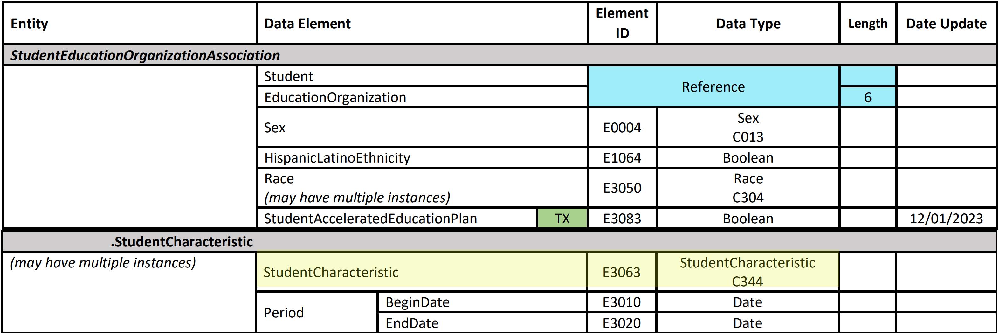 Entity Data Element Element ID Data Type Length Date Update
StudentEducationOrganizationAssociation
Student Reference
EducationOrganization 6
Sex E0004 Sex C013
HispanicLatinoEthnicity E1064 Boolean
Race (may have multiple instances) E3050 Race C304
StudentAcceleratedEducationPlan TX E3083 Boolean 12/01/2023
.StudentCharacteristic
(may have multiple instances) StudentCharacteristic E3063 StudentCharacteristic C344
Period BeginDate E3010 Date
EndDate E3020 Date